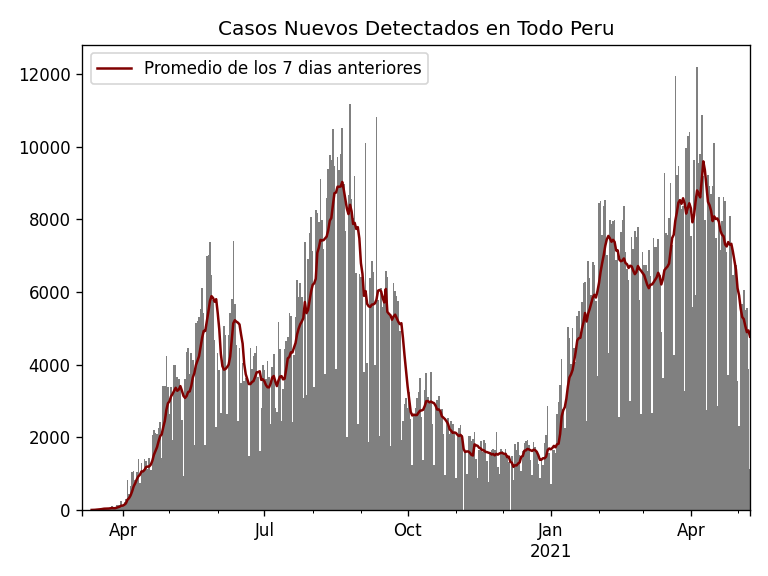 Casos Nuevos Detectados en Todo Peru
Promedio de los 7 dias anteriores
12000
10000
8000
6000
4000
2000
0
Apr
Jul
Oct
Jan
2021
Apr